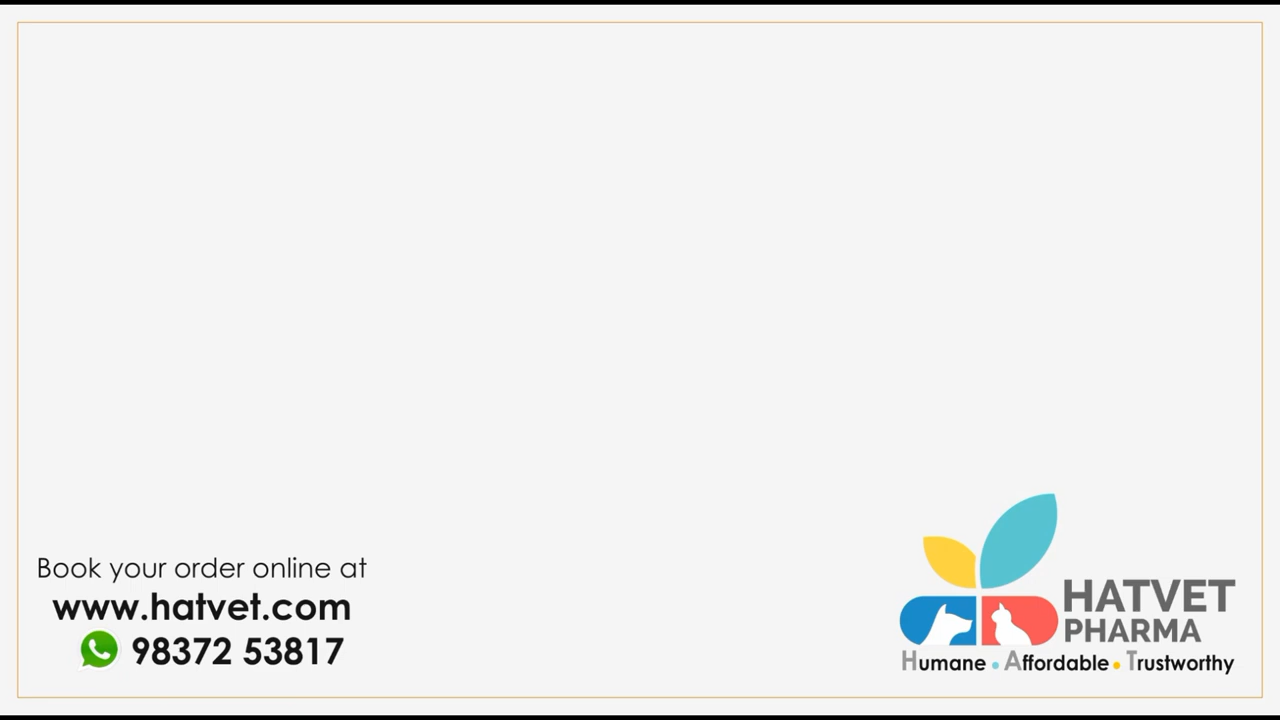 Book your order online at
www.hatvet.com
98372 53817
HATVET
PHARMA
Humane • Affordable • Trustworthy